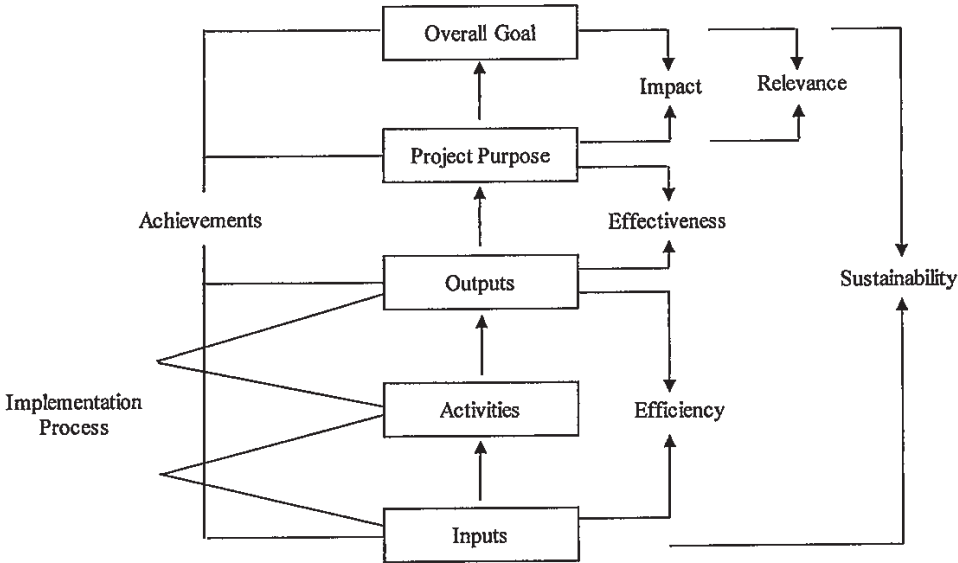 Overall Goal
Impact
Relevance
Project Purpose
Achievements
Effectiveness
Outputs
Sustainability
Implementation
Process
Activities
Efficiency
Inputs